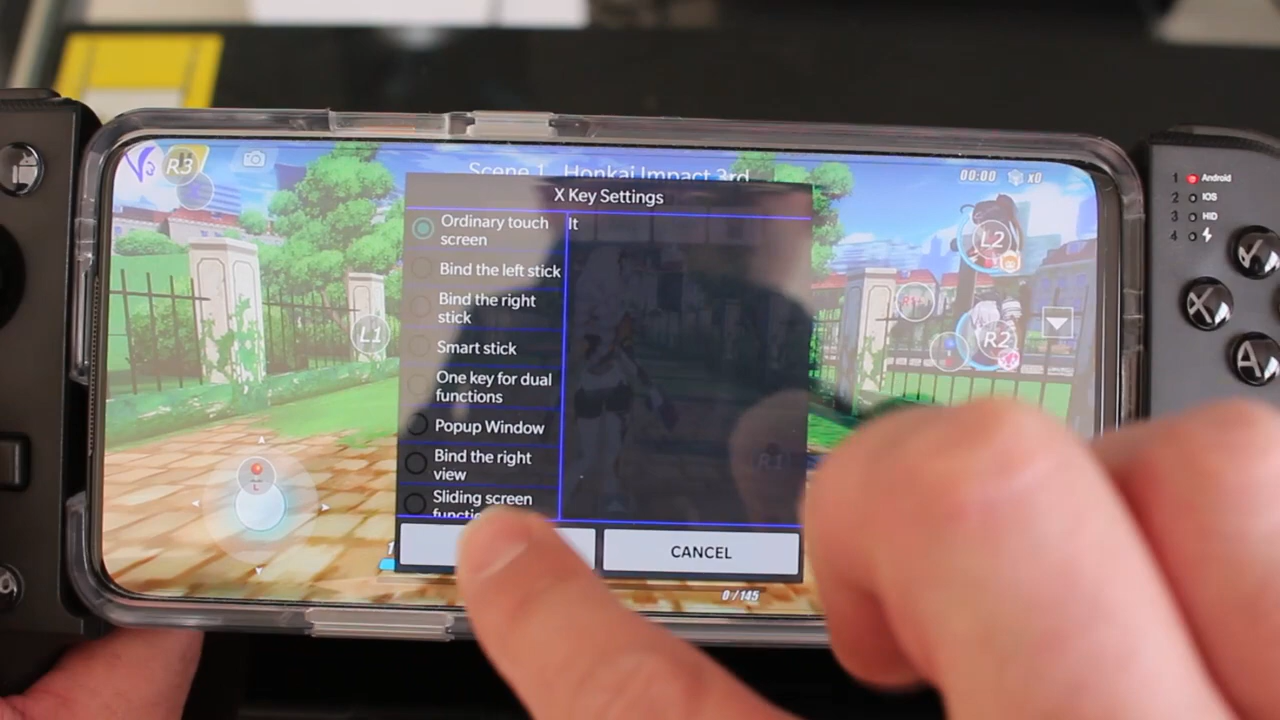 R3
Scene 1 Honkai Impact 3rd
00:00 x0
X Key Settings
Ordinary touch
screen
It
Bind the left stick
Bind the right
stick
Smart stick
One key for dual
functions
Popup Window
Bind the right
view
Sliding screen
CANCEL
L1
L
L2
R2
R1
0/145
1 Android
2 IOS
3 HID
4
Y
X
A